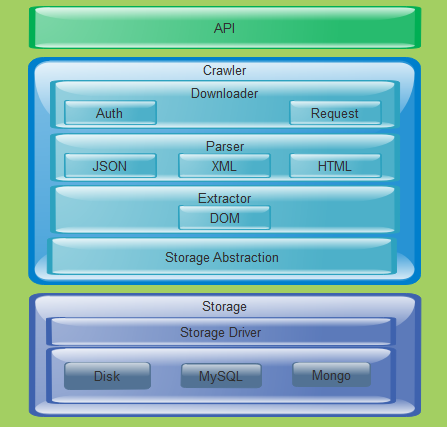 API
Crawler
Downloader
Auth Request
Parser
JSON XML HTML
Extractor
DOM
Storage Abstraction
Storage
Storage Driver
Disk MySQL Mongo